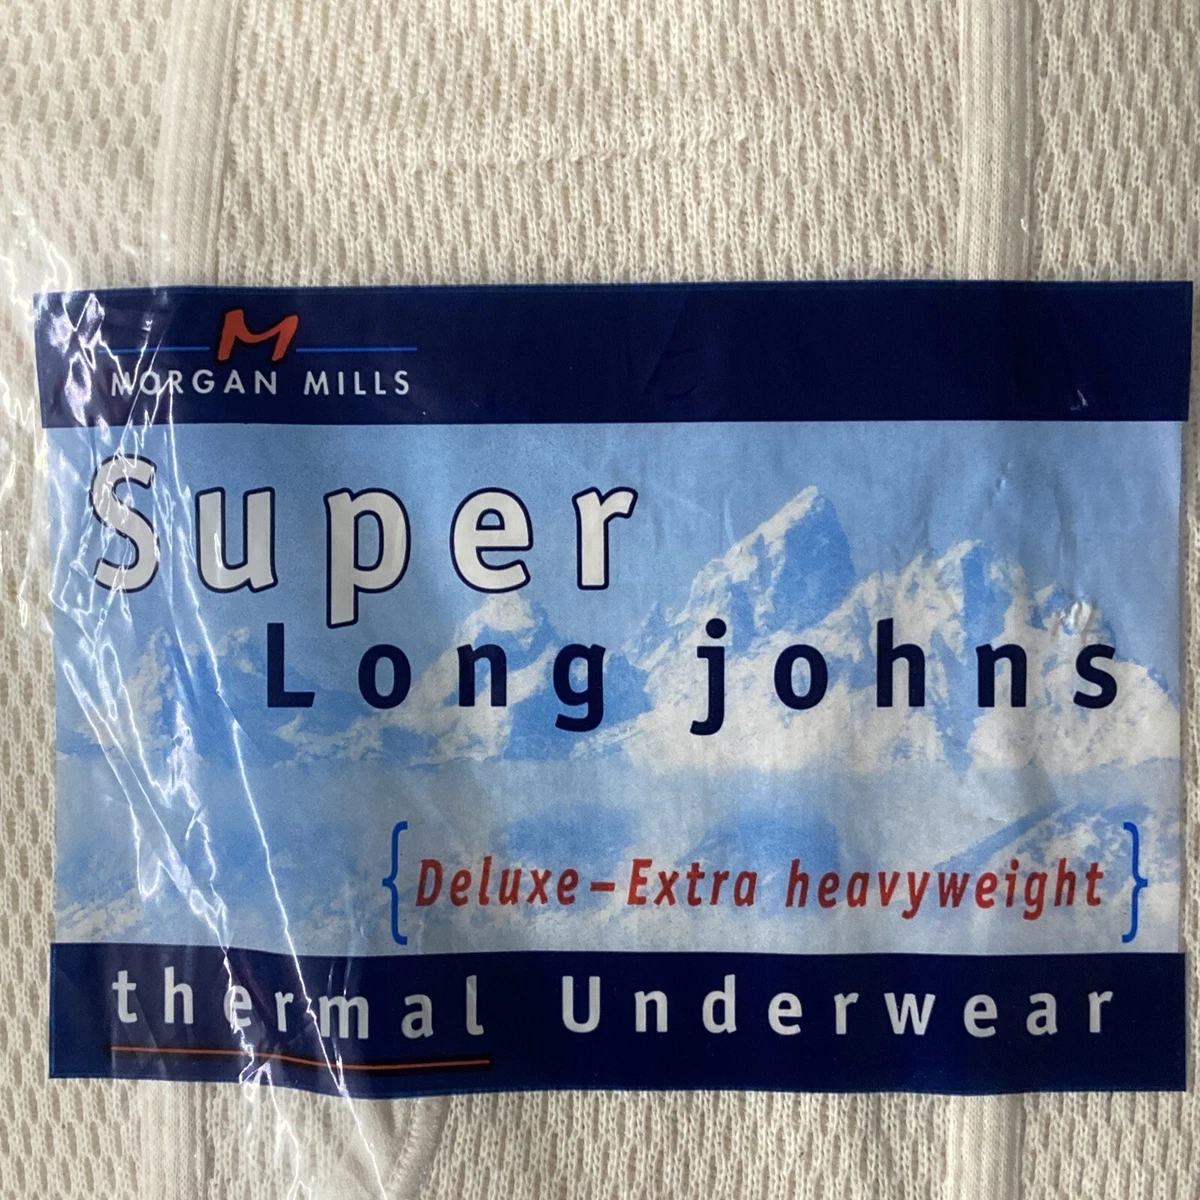 M
MORGAN MILLS
Super
Long johns
{Deluxe-Extra heavyweight}
thermal Underwear